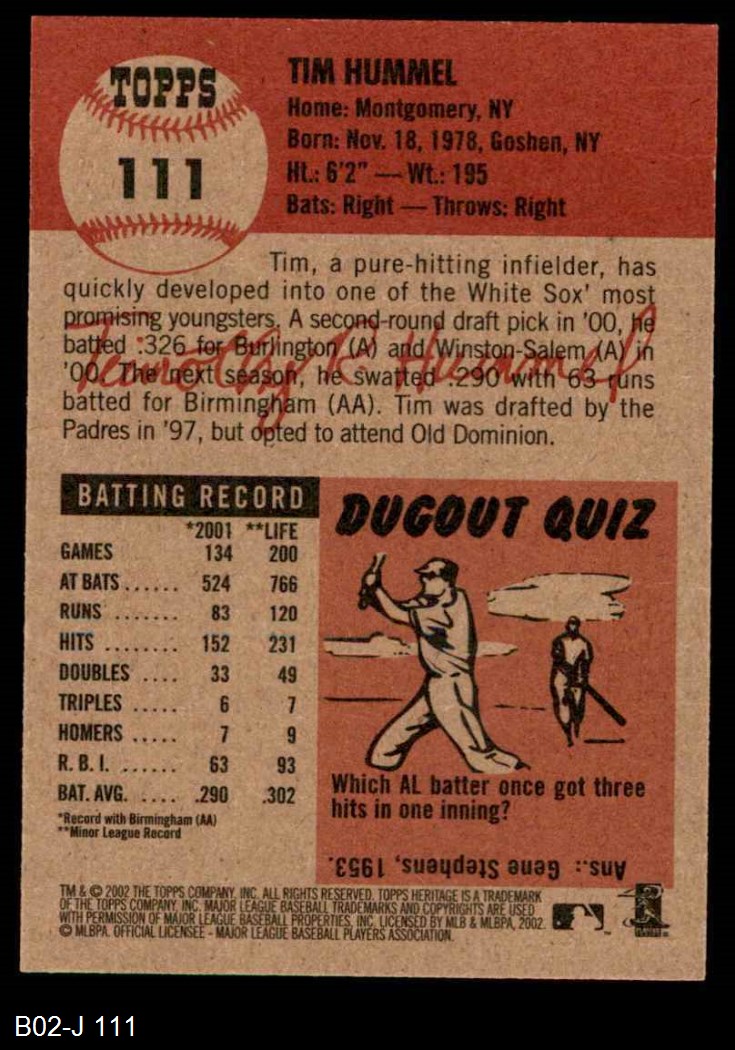 TOPPS
111
TIM HUMMEL
Home: Montgomery, NY
Born: Nov. 18, 1978, Goshen, NY
Ht.: 6'2" — Wt.: 195
Bats: Right — Throws: Right
Tim, a pure-hitting infielder, has
quickly developed into one of the White Sox' most
promising youngsters. A second-round draft pick in '00, he
batted .326 for Burlington (A) and Winston-Salem (A) in
'00. The next season, he swatted .290 with 63 runs
batted for Birmingham (AA). Tim was drafted by the
Padres in '97, but opted to attend Old Dominion.
Timothy R Hummel
BATTING RECORD
*2001 **LIFE
GAMES 134 200
AT BATS ...... 524 766
RUNS ..... 83 120
HITS ........ 152 231
DOUBLES .... 33 49
TRIPLES ..... 6 7
HOMERS ..... 7 9
R. B. I. ...... 63 93
BAT. AVG. .... .290 .302
*Record with Birmingham (AA)
**Minor League Record
DUGOUT QUIZ
Which AL batter once got three
hits in one inning?
Ans.: Gene Stephens, 1953.
TM & © 2002 THE TOPPS COMPANY, INC. ALL RIGHTS RESERVED. TOPPS HERITAGE IS A TRADEMARK
OF THE TOPPS COMPANY, INC. MAJOR LEAGUE BASEBALL TRADEMARKS AND COPYRIGHTS ARE USED
WITH PERMISSION OF MAJOR LEAGUE BASEBALL PROPERTIES, INC. LICENSED BY MLB & MLBPA, 2002.
© MLBPA. OFFICIAL LICENSEE - MAJOR LEAGUE BASEBALL PLAYERS ASSOCIATION.
B02-J 111